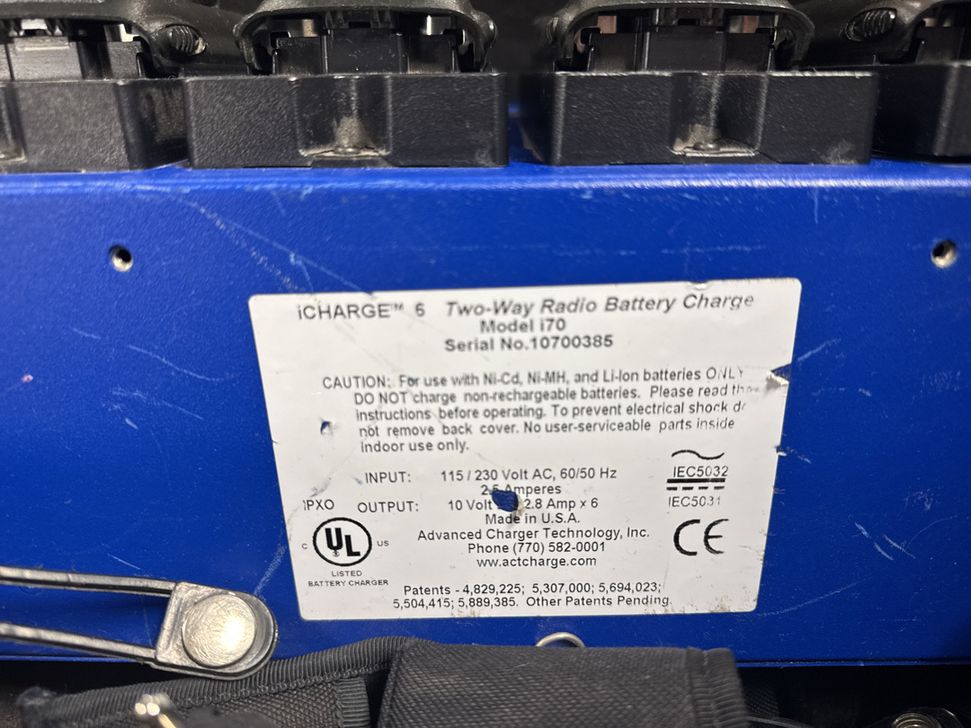 iCHARGE™ 6 Two-Way Radio Battery Charge
Model i70
Serial No.10700385
CAUTION: For use with Ni-Cd, Ni-MH, and Li-Ion batteries ONLY
DO NOT charge non-rechargeable batteries. Please read
instructions before operating. To prevent electrical shock
not remove back cover. No user-serviceable parts inside
indoor use only.
INPUT: 115 / 230 Volt AC, 60/50 Hz
2.5 Amperes
IPXO OUTPUT: 10 Volt 2.8 Amp x 6
IEC5032
IEC5031
Made in U.S.A.
Advanced Charger Technology, Inc.
Phone (770) 582-0001
ww.actcharge.com
C UL US
LISTED
BATTERY CHARGER
CE
Patents - 4,829,225; 5,307,000; 5,694,023;
5,504,415; 5,889,385. Other Patents Pending.